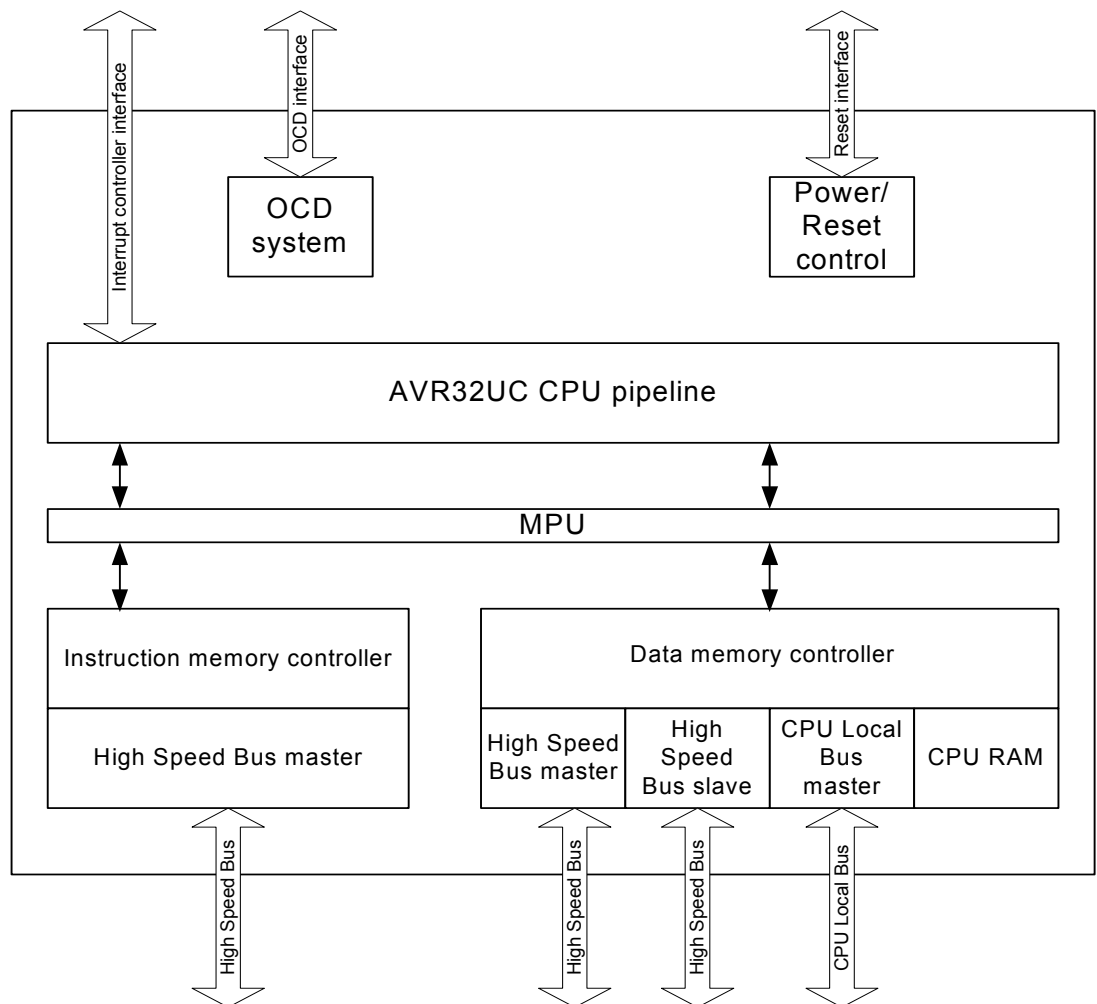 Interrupt controller interface
OCD interface
Reset interface
OCD
system
Power/
Reset
control
AVR32UC CPU pipeline
MPU
Instruction memory controller
High Speed Bus master
Data memory controller
High Speed
Bus master
High
Speed
Bus slave
CPU Local
Bus
master
CPU RAM
High Speed Bus
High Speed Bus
High Speed Bus
CPU Local Bus